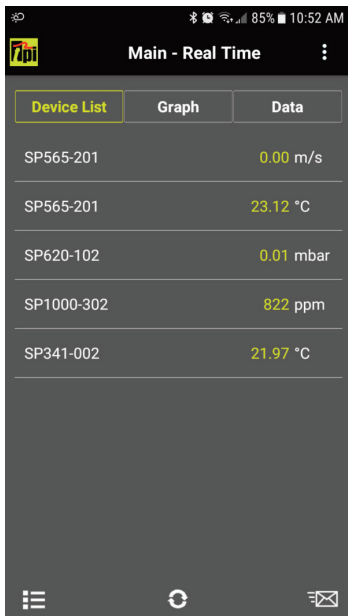 85% 10:52 AM
TPI Main - Real Time
Device List Graph Data
SP565-201 0.00 m/s
SP565-201 23.12 °C
SP620-102 0.01 mbar
SP1000-302 822 ppm
SP341-002 21.97 °C